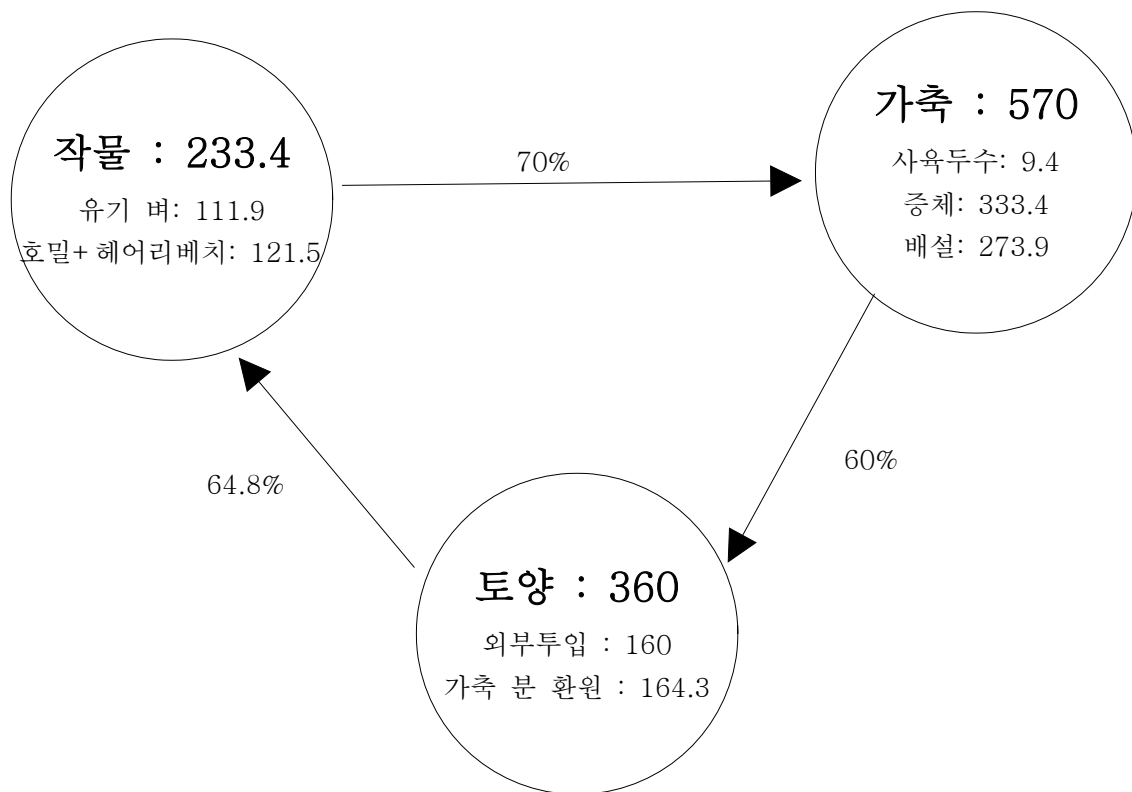 작물 : 233.4
유기 벼: 111.9
호밀+헤어리베치: 121.5
70%
가축 : 570
사육두수: 9.4
증체: 333.4
배설: 273.9
60%
64.8%
토양 : 360
외부투입 : 160
가축 분 환원 : 164.3